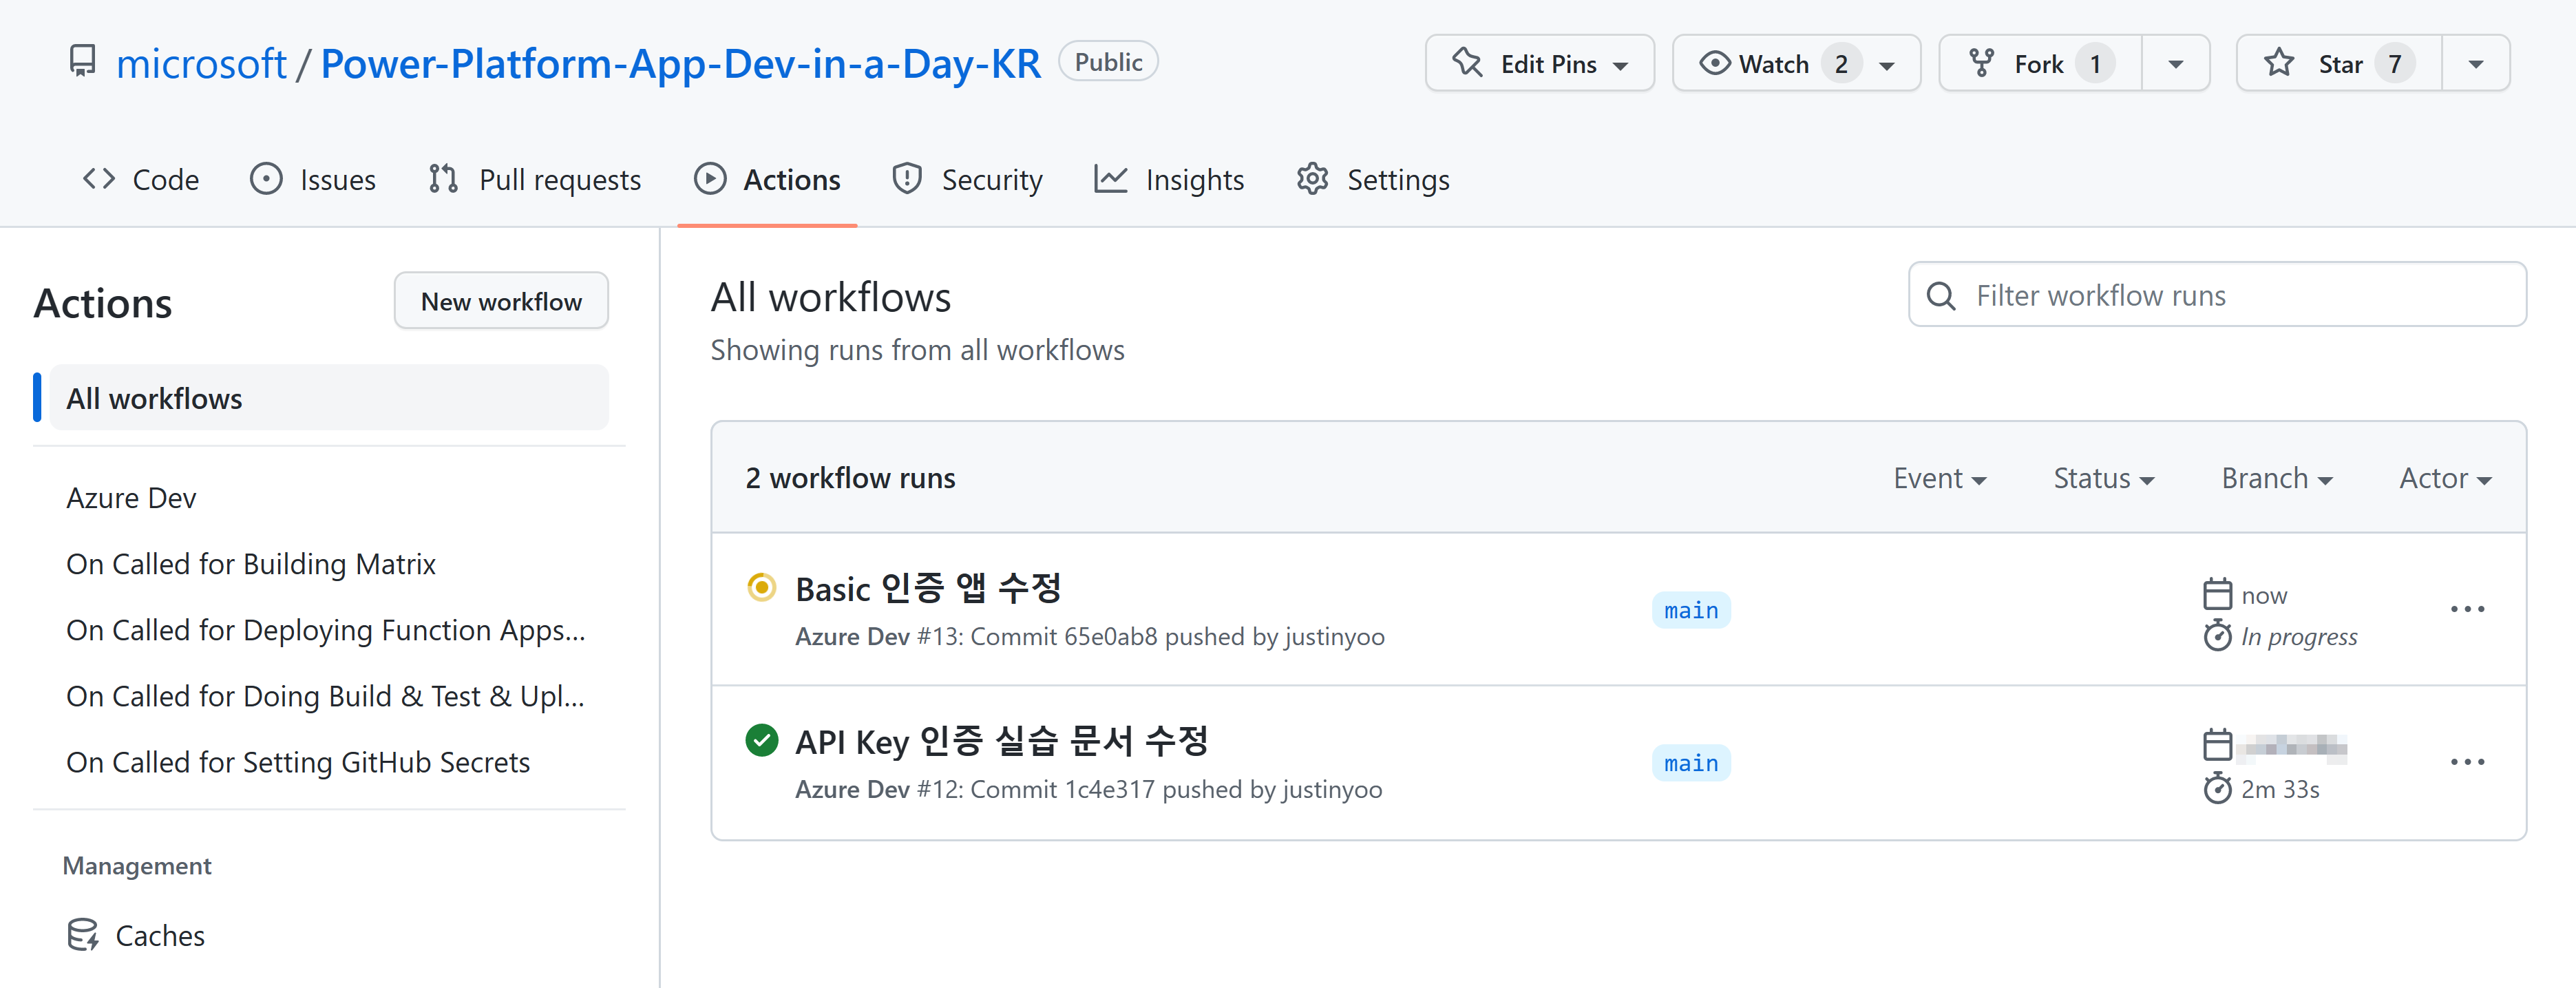 microsoft / Power-Platform-App-Dev-in-a-Day-KR Public
Edit Pins Watch 2 Fork 1 Star 7
Code Issues Pull requests Actions Security Insights Settings
Actions New workflow
All workflows
Azure Dev
On Called for Building Matrix
On Called for Deploying Function Apps...
On Called for Doing Build & Test & Upl...
On Called for Setting GitHub Secrets
Management
Caches
All workflows
Showing runs from all workflows
Filter workflow runs
2 workflow runs Event Status Branch Actor
Basic 인증 앱 수정
Azure Dev #13: Commit 65e0ab8 pushed by justinyoo
main
now
In progress
API Key 인증 실습 문서 수정
Azure Dev #12: Commit 1c4e317 pushed by justinyoo
main
2m 33s